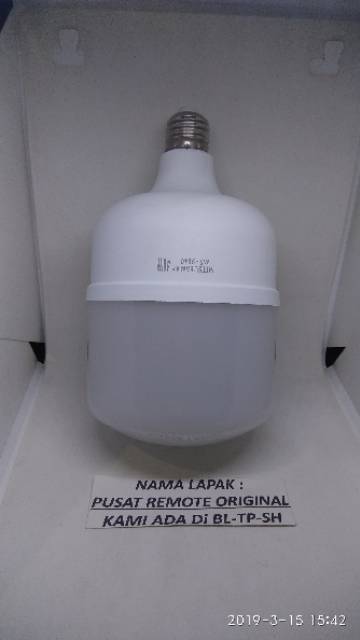 NAMA LAPAK :
PUSAT REMOTE ORIGINAL
KAMI ADA Di BL-TP-SH
2019-3-15 15:42